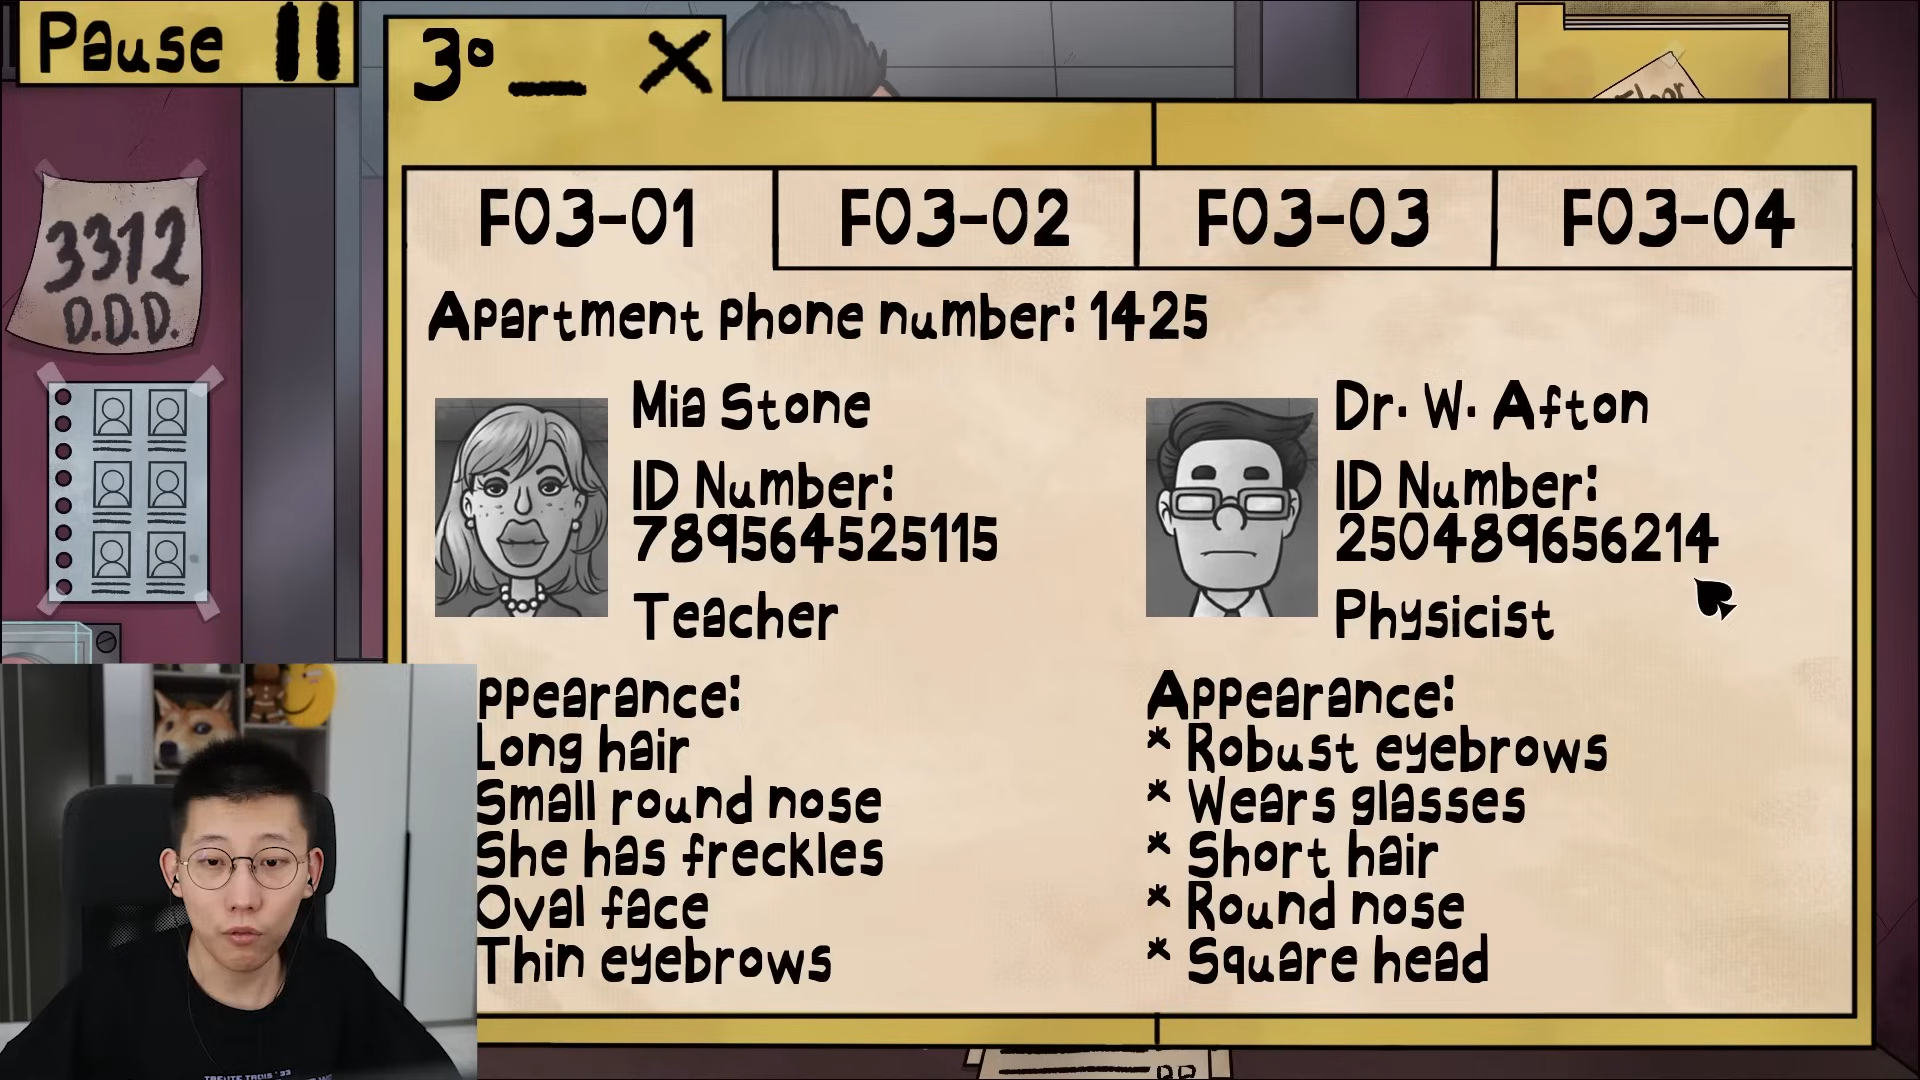 Pause
3º _ X
Floor
3312
D.D.D.
F03-01
F03-02
F03-03
F03-04
Apartment phone number: 1425
Mia Stone
ID Number:
789564525115
Teacher
ppearance:
Long hair
Small round nose
She has freckles
Oval face
Thin eyebrows
Dr. W. Afton
ID Number:
250489656214
Physicist
Appearance:
* Robust eyebrows
* Wears glasses
* Short hair
* Round nose
* Square head